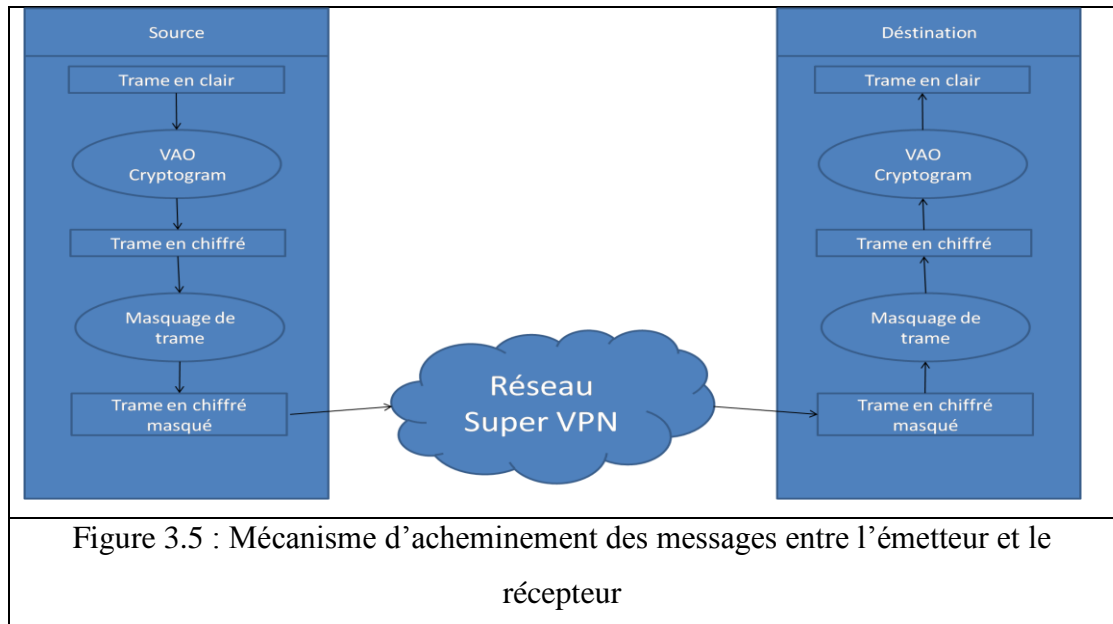 Source
Trame en clair
VAO
Cryptogram
Trame en chiffré
Masquage de
trame
Trame en chiffré
masqué
Réseau
Super VPN
Déstination
Trame en clair
VAO
Cryptogram
Trame en chiffré
Masquage de
trame
Trame en chiffré
masqué
Figure 3.5 : Mécanisme d’acheminement des messages entre l’émetteur et le
récepteur